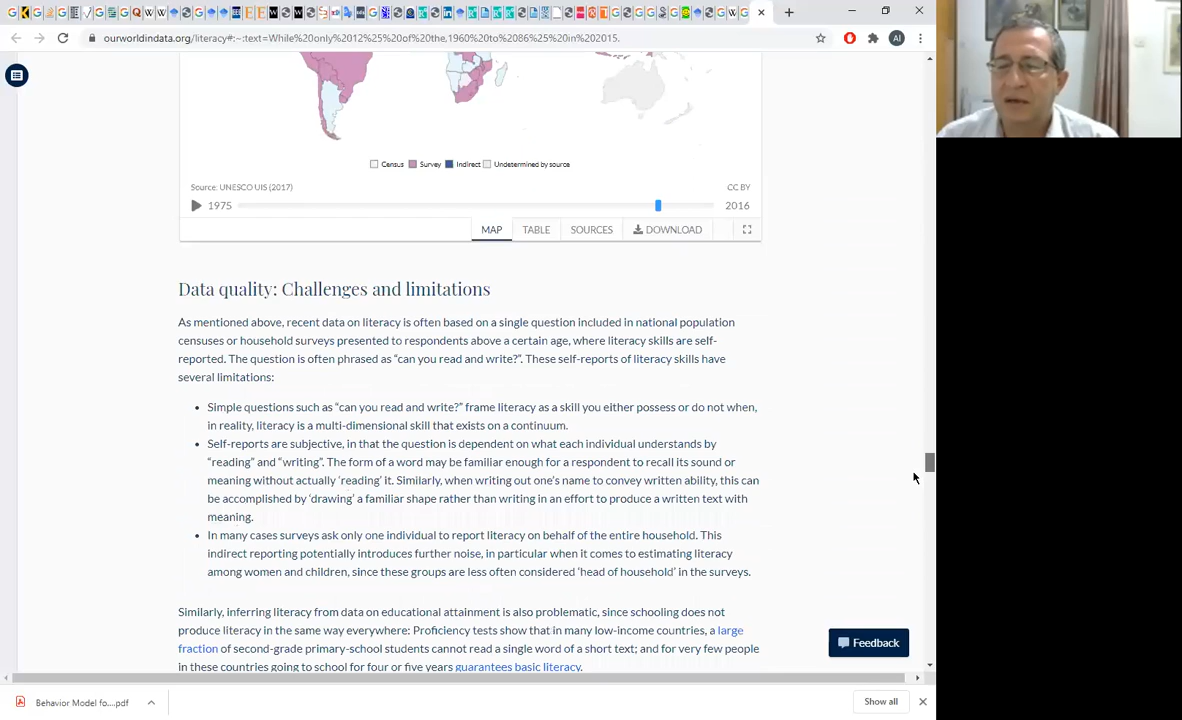 ourworldindata.org/literacy#:~:text=While%20only%2012%25%20of%20the,1960%20to%2086%25%20in%202015.
AI
Census Survey Indirect Undetermined by source
Source: UNESCO UIS (2017) CC BY
1975 2016
MAP TABLE SOURCES DOWNLOAD
Data quality: Challenges and limitations
As mentioned above, recent data on literacy is often based on a single question included in national population
censuses or household surveys presented to respondents above a certain age, where literacy skills are self-
reported. The question is often phrased as “can you read and write?”. These self-reports of literacy skills have
several limitations:
• Simple questions such as “can you read and write?” frame literacy as a skill you either possess or do not when,
in reality, literacy is a multi-dimensional skill that exists on a continuum.
• Self-reports are subjective, in that the question is dependent on what each individual understands by
“reading” and “writing”. The form of a word may be familiar enough for a respondent to recall its sound or
meaning without actually ‘reading’ it. Similarly, when writing out one’s name to convey written ability, this can
be accomplished by ‘drawing’ a familiar shape rather than writing in an effort to produce a written text with
meaning.
• In many cases surveys ask only one individual to report literacy on behalf of the entire household. This
indirect reporting potentially introduces further noise, in particular when it comes to estimating literacy
among women and children, since these groups are less often considered ‘head of household’ in the surveys.
Similarly, inferring literacy from data on educational attainment is also problematic, since schooling does not
produce literacy in the same way everywhere: Proficiency tests show that in many low-income countries, a large
fraction of second-grade primary-school students cannot read a single word of a short text; and for very few people
in these countries going to school for four or five years guarantees basic literacy.
Feedback
Behavior Model fo....pdf
Show all